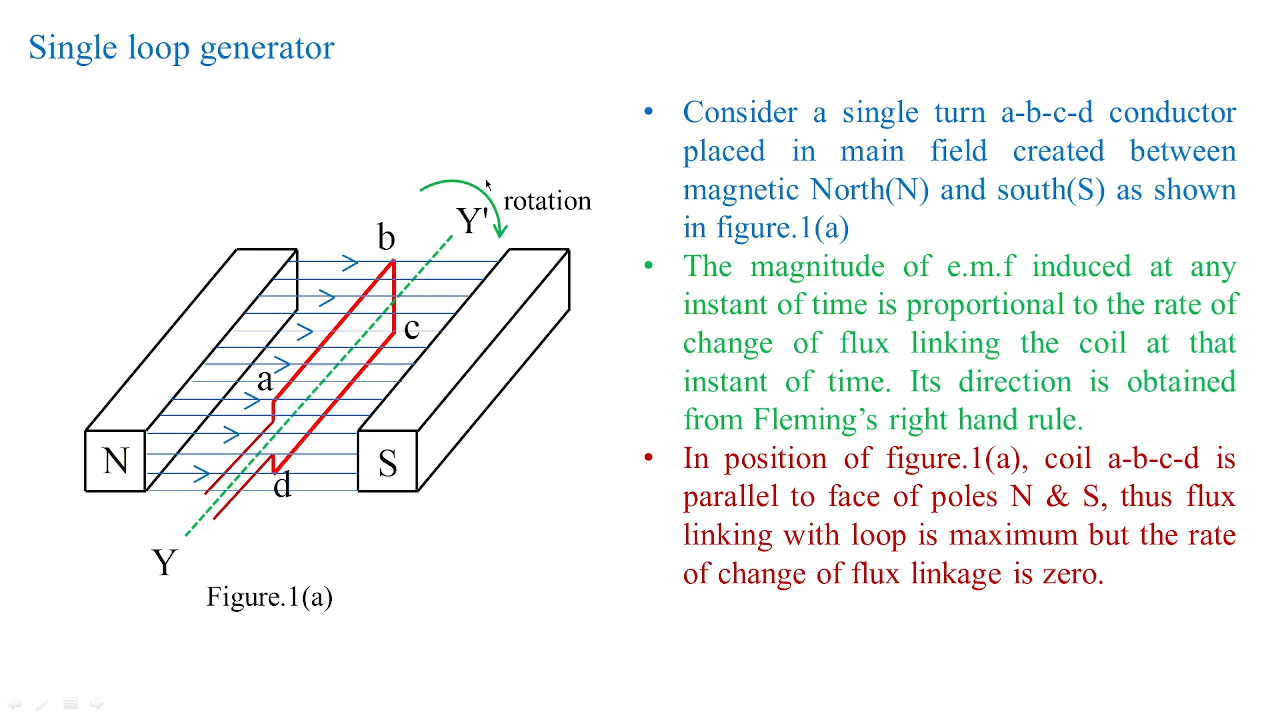 Single loop generator
rotation
Y'
b
c
a
N
S
d
Y
Figure.1(a)
• Consider a single turn a-b-c-d conductor
placed in main field created between
magnetic North(N) and south(S) as shown
in figure.1(a)
• The magnitude of e.m.f induced at any
instant of time is proportional to the rate of
change of flux linking the coil at that
instant of time. Its direction is obtained
from Fleming’s right hand rule.
• In position of figure.1(a), coil a-b-c-d is
parallel to face of poles N & S, thus flux
linking with loop is maximum but the rate
of change of flux linkage is zero.